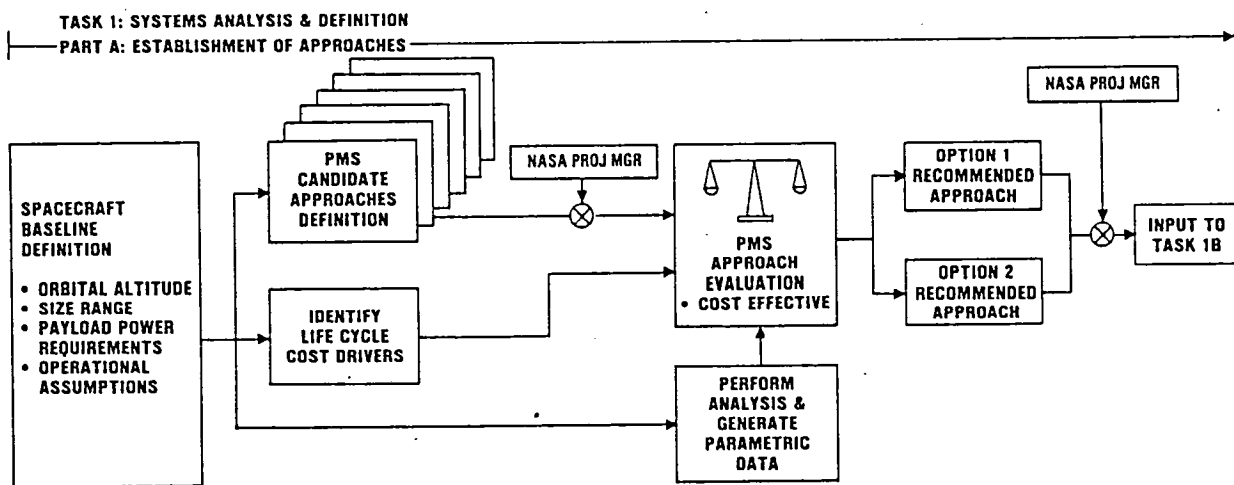 TASK 1: SYSTEMS ANALYSIS & DEFINITION
PART A: ESTABLISHMENT OF APPROACHES
NASA PROJ MGR
SPACECRAFT
BASELINE
DEFINITION
• ORBITAL ALTITUDE
• SIZE RANGE
• PAYLOAD POWER
REQUIREMENTS
• OPERATIONAL
ASSUMPTIONS
PMS
CANDIDATE
APPROACHES
DEFINITION
IDENTIFY
LIFE CYCLE
COST DRIVERS
NASA PROJ MGR
PMS
APPROACH
EVALUATION
• COST EFFECTIVE
PERFORM
ANALYSIS &
GENERATE
PARAMETRIC
DATA
OPTION 1
RECOMMENDED
APPROACH
OPTION 2
RECOMMENDED
APPROACH
INPUT TO
TASK 1B